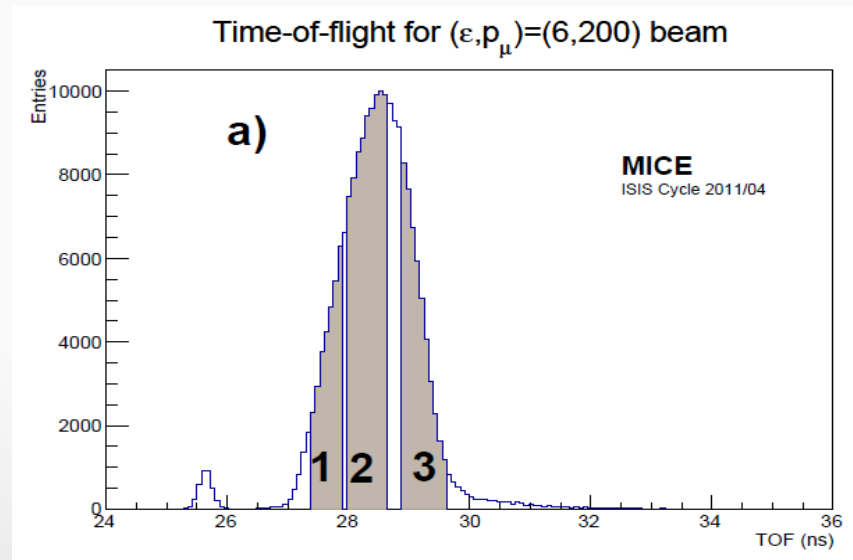 Time-of-flight for (ε,pμ)=(6,200) beam
Entries
10000
8000
6000
4000
2000
0
a)
MICE
ISIS Cycle 2011/04
1 2 3
24 26 28 30 32 34 36
TOF (ns)